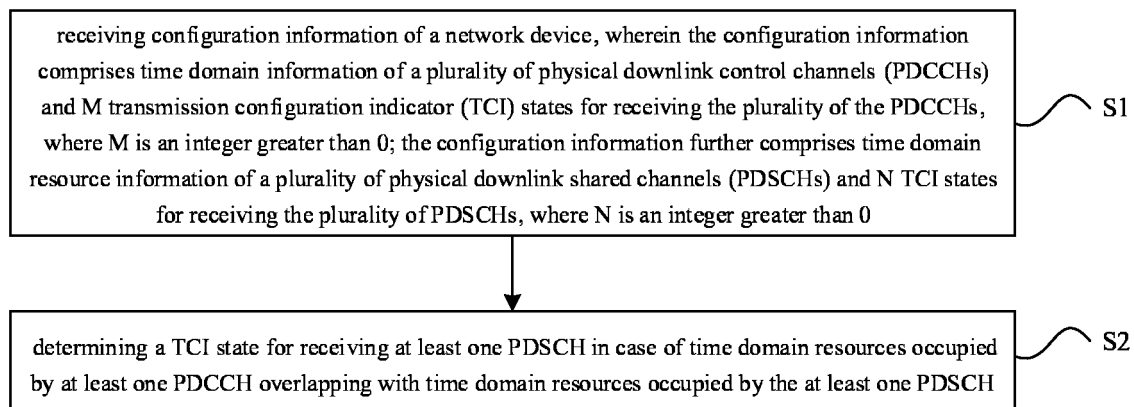 receiving configuration information of a network device, wherein the configuration information
comprises time domain information of a plurality of physical downlink control channels (PDCCHs)
and M transmission configuration indicator (TCI) states for receiving the plurality of the PDCCHs,
where M is an integer greater than 0; the configuration information further comprises time domain
resource information of a plurality of physical downlink shared channels (PDSCHs) and N TCI states
for receiving the plurality of PDSCHs, where N is an integer greater than 0
S1
determining a TCI state for receiving at least one PDSCH in case of time domain resources occupied
by at least one PDCCH overlapping with time domain resources occupied by the at least one PDSCH
S2